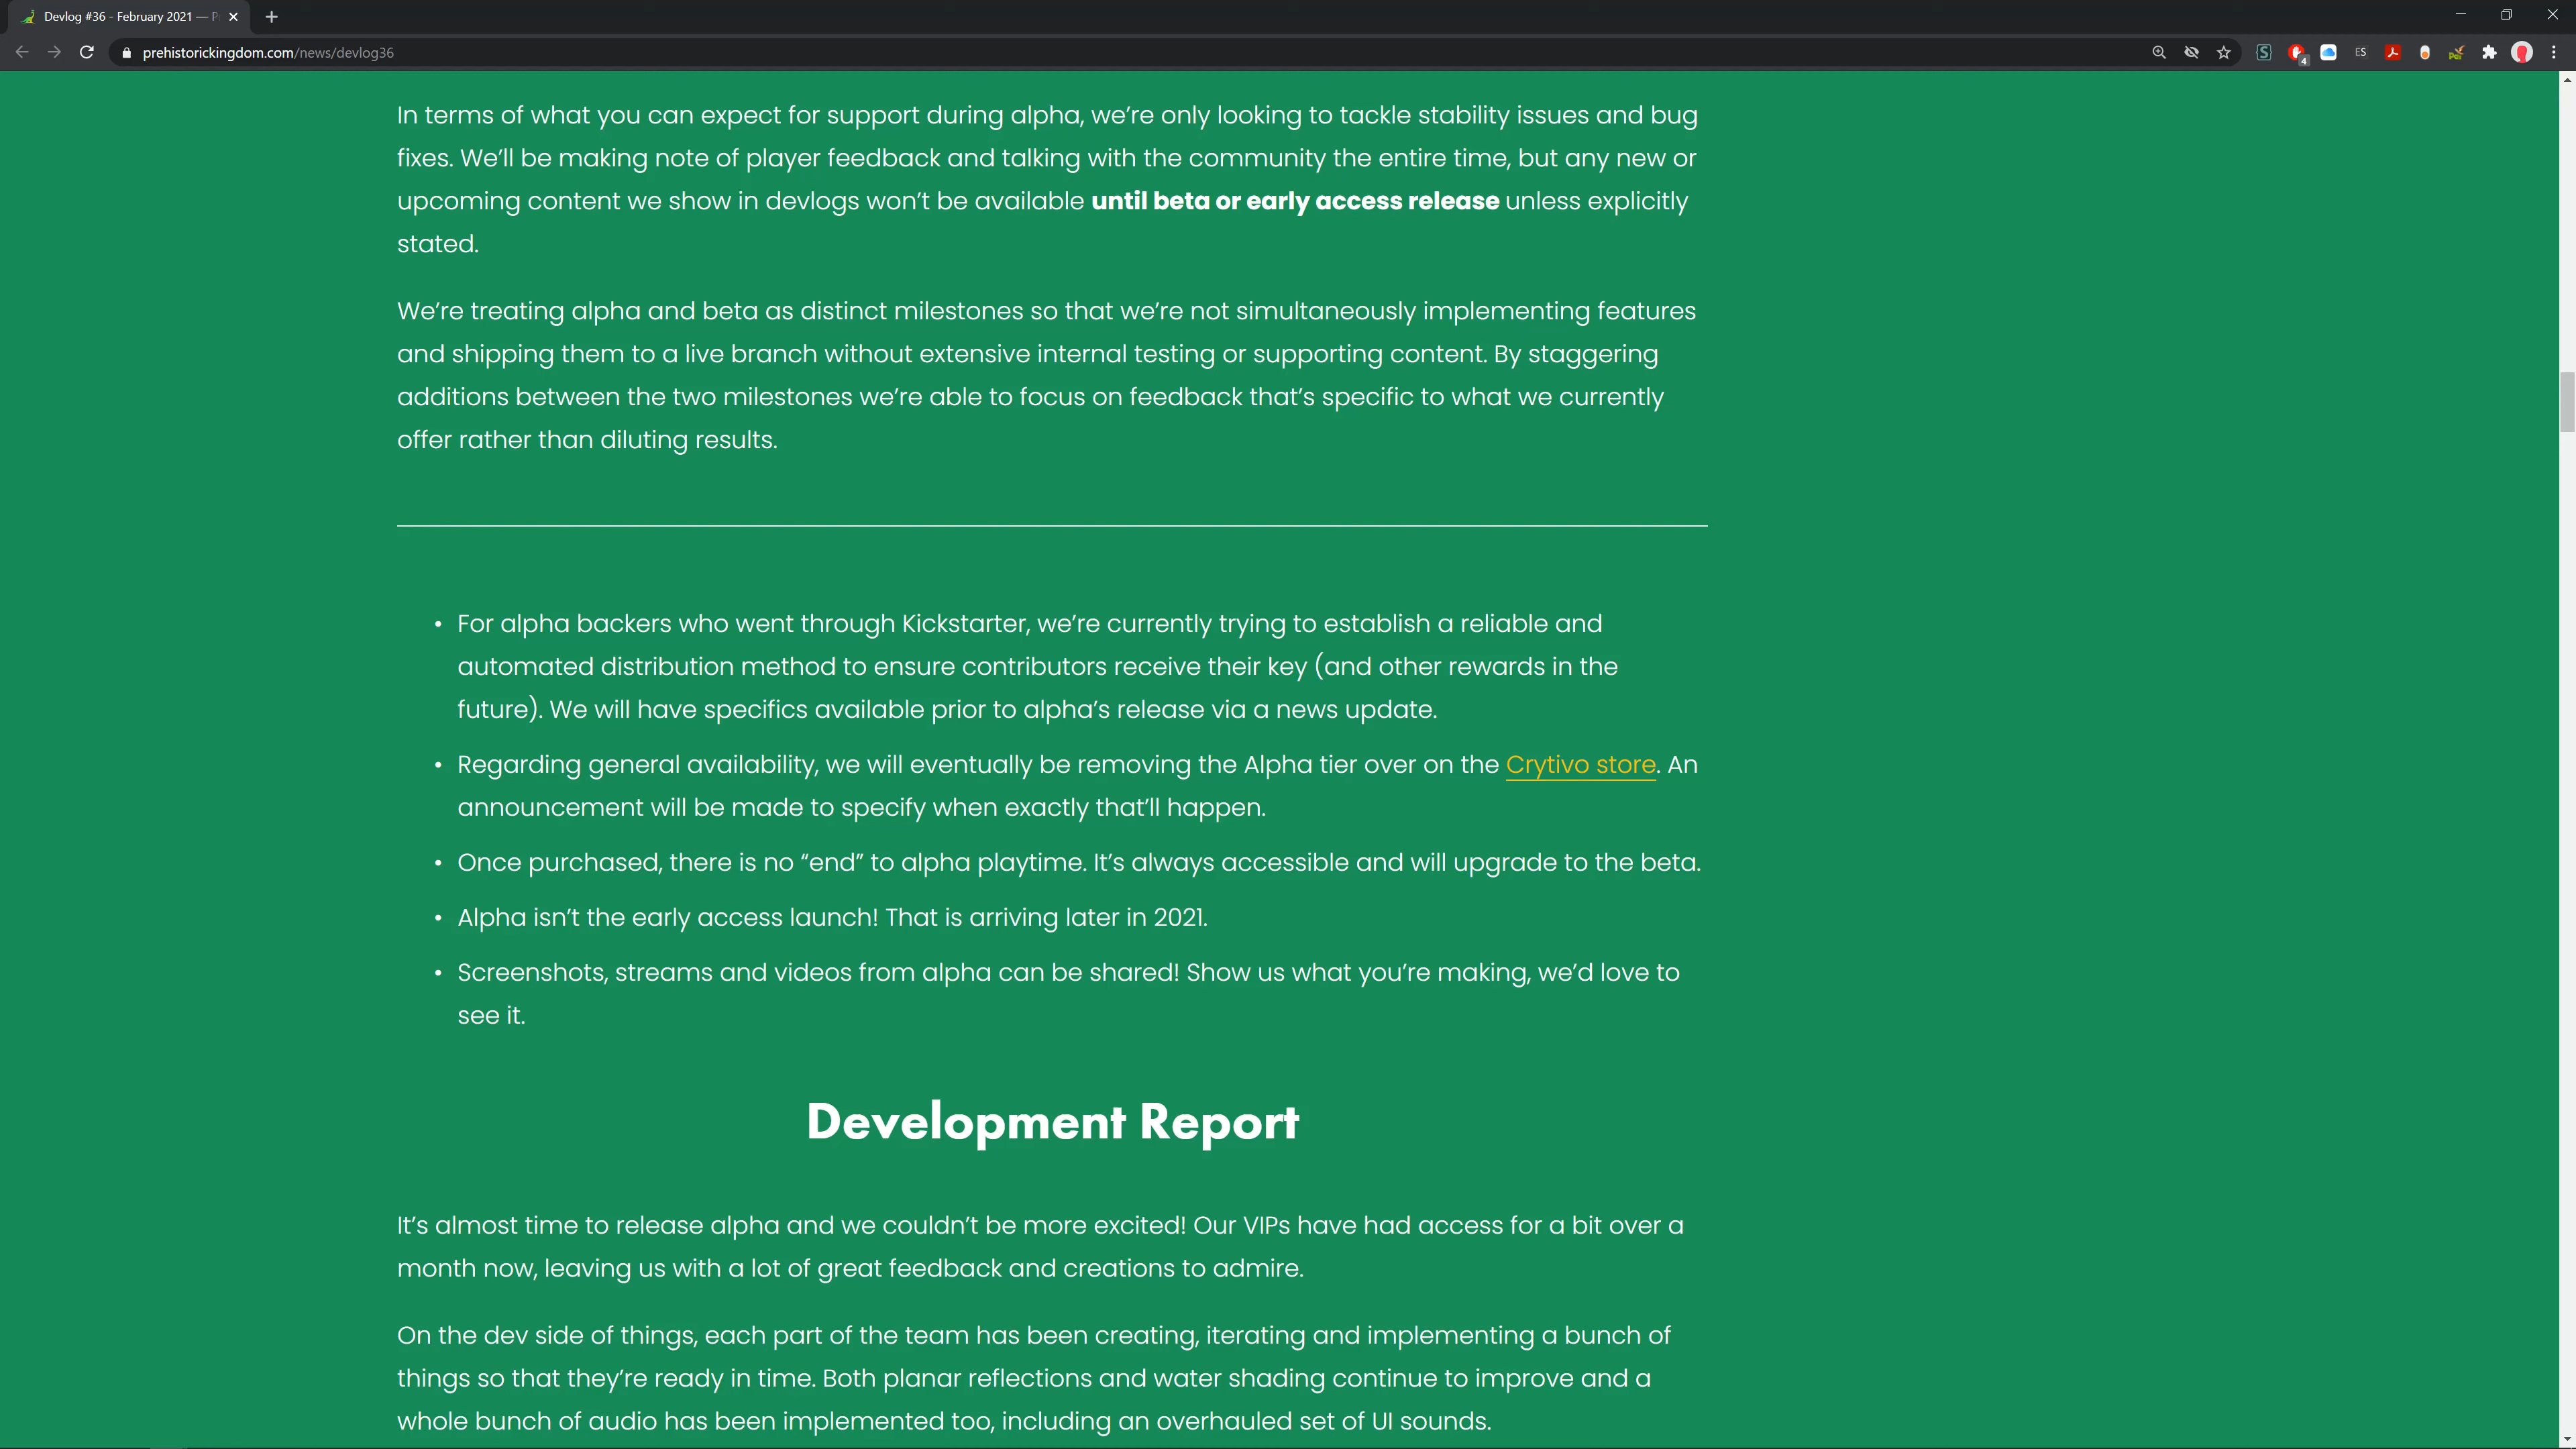 Devlog #36 - February 2021 —
prehistorickingdom.com/news/devlog36
4
ES
In terms of what you can expect for support during alpha, we’re only looking to tackle stability issues and bug
fixes. We’ll be making note of player feedback and talking with the community the entire time, but any new or
upcoming content we show in devlogs won’t be available until beta or early access release unless explicitly
stated.
We’re treating alpha and beta as distinct milestones so that we’re not simultaneously implementing features
and shipping them to a live branch without extensive internal testing or supporting content. By staggering
additions between the two milestones we’re able to focus on feedback that’s specific to what we currently
offer rather than diluting results.
• For alpha backers who went through Kickstarter, we’re currently trying to establish a reliable and
automated distribution method to ensure contributors receive their key (and other rewards in the
future). We will have specifics available prior to alpha’s release via a news update.
• Regarding general availability, we will eventually be removing the Alpha tier over on the Crytivo store. An
announcement will be made to specify when exactly that’ll happen.
• Once purchased, there is no “end” to alpha playtime. It’s always accessible and will upgrade to the beta.
• Alpha isn’t the early access launch! That is arriving later in 2021.
• Screenshots, streams and videos from alpha can be shared! Show us what you’re making, we’d love to
see it.
Development Report
It’s almost time to release alpha and we couldn’t be more excited! Our VIPs have had access for a bit over a
month now, leaving us with a lot of great feedback and creations to admire.
On the dev side of things, each part of the team has been creating, iterating and implementing a bunch of
things so that they’re ready in time. Both planar reflections and water shading continue to improve and a
whole bunch of audio has been implemented too, including an overhauled set of UI sounds.